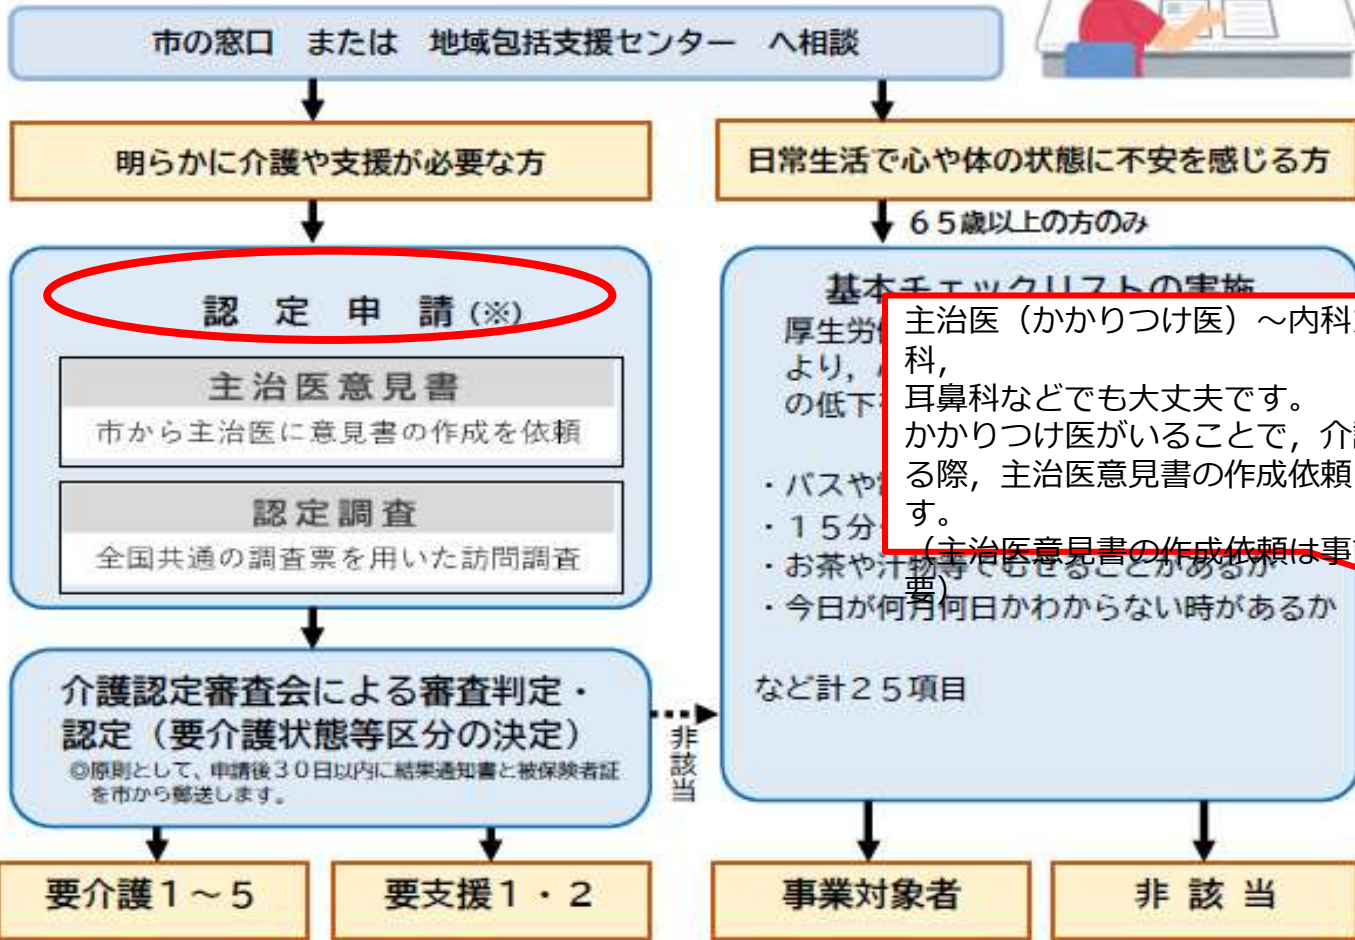 市の窓口 または 地域包括支援センター へ相談
明らかに介護や支援が必要な方
認 定 申 請 (※)
主治医意見書
市から主治医に意見書の作成を依頼
認定調査
全国共通の調査票を用いた訪問調査
介護認定審査会による審査判定・
認定（要介護状態等区分の決定）
◎原則として、申請後３０日以内に結果通知書と被保険者証
を市から郵送します。
非該当
要介護１～５
要支援１・２
日常生活で心や体の状態に不安を感じる方
６５歳以上の方のみ
基本チェックリストの実施
厚生労
より，
の低下
・バスや
・１５分
・お茶や汁物等でむせることがあるか
・今日が何月何日かわからない時があるか
など計２５項目
主治医（かかりつけ医）～内科
科，
耳鼻科などでも大丈夫です。
かかりつけ医がいることで，介
る際，主治医意見書の作成依頼
す。
（主治医意見書の作成依頼は事
要）
事業対象者
非 該 当